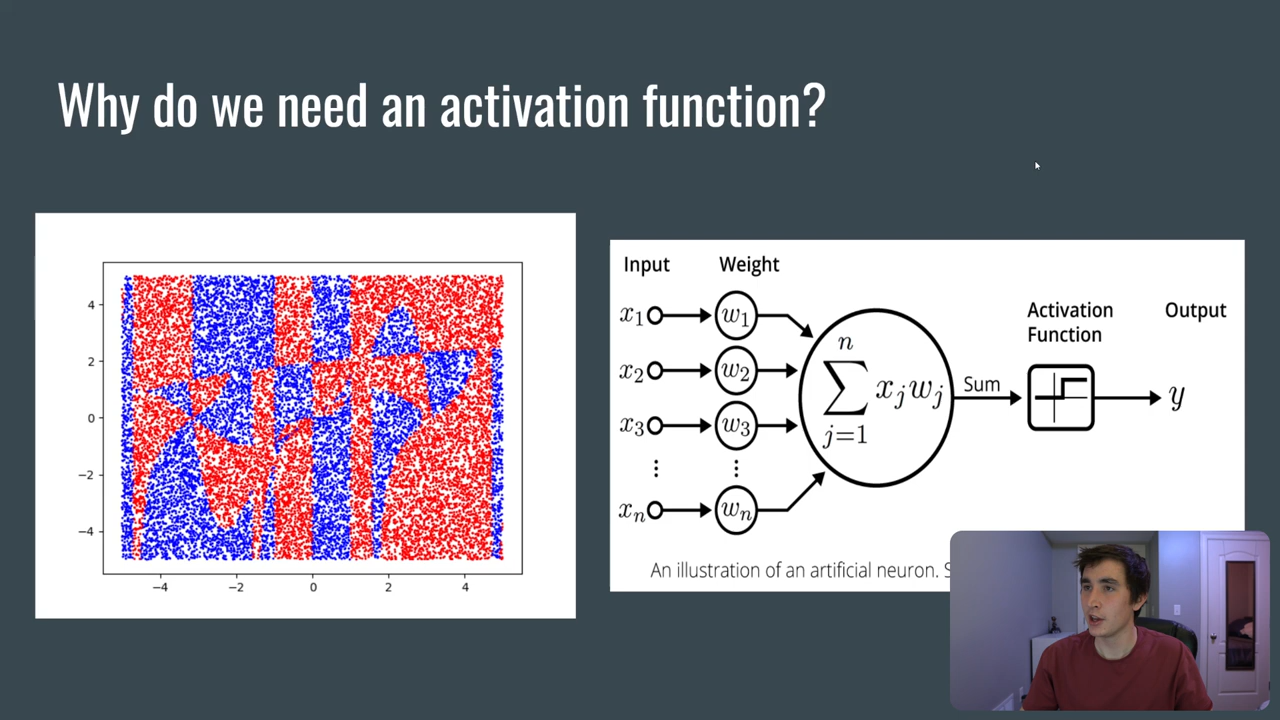 Why do we need an activation function?
4
2
0
−2
−4
−4
−2
0
2
4
Input
Weight
x1
w1
x2
w2
x3
w3
⋮
⋮
xn
wn
n
∑ xjwj
j=1
Sum
Activation
Function
Output
y
An illustration of an artificial neuron. S